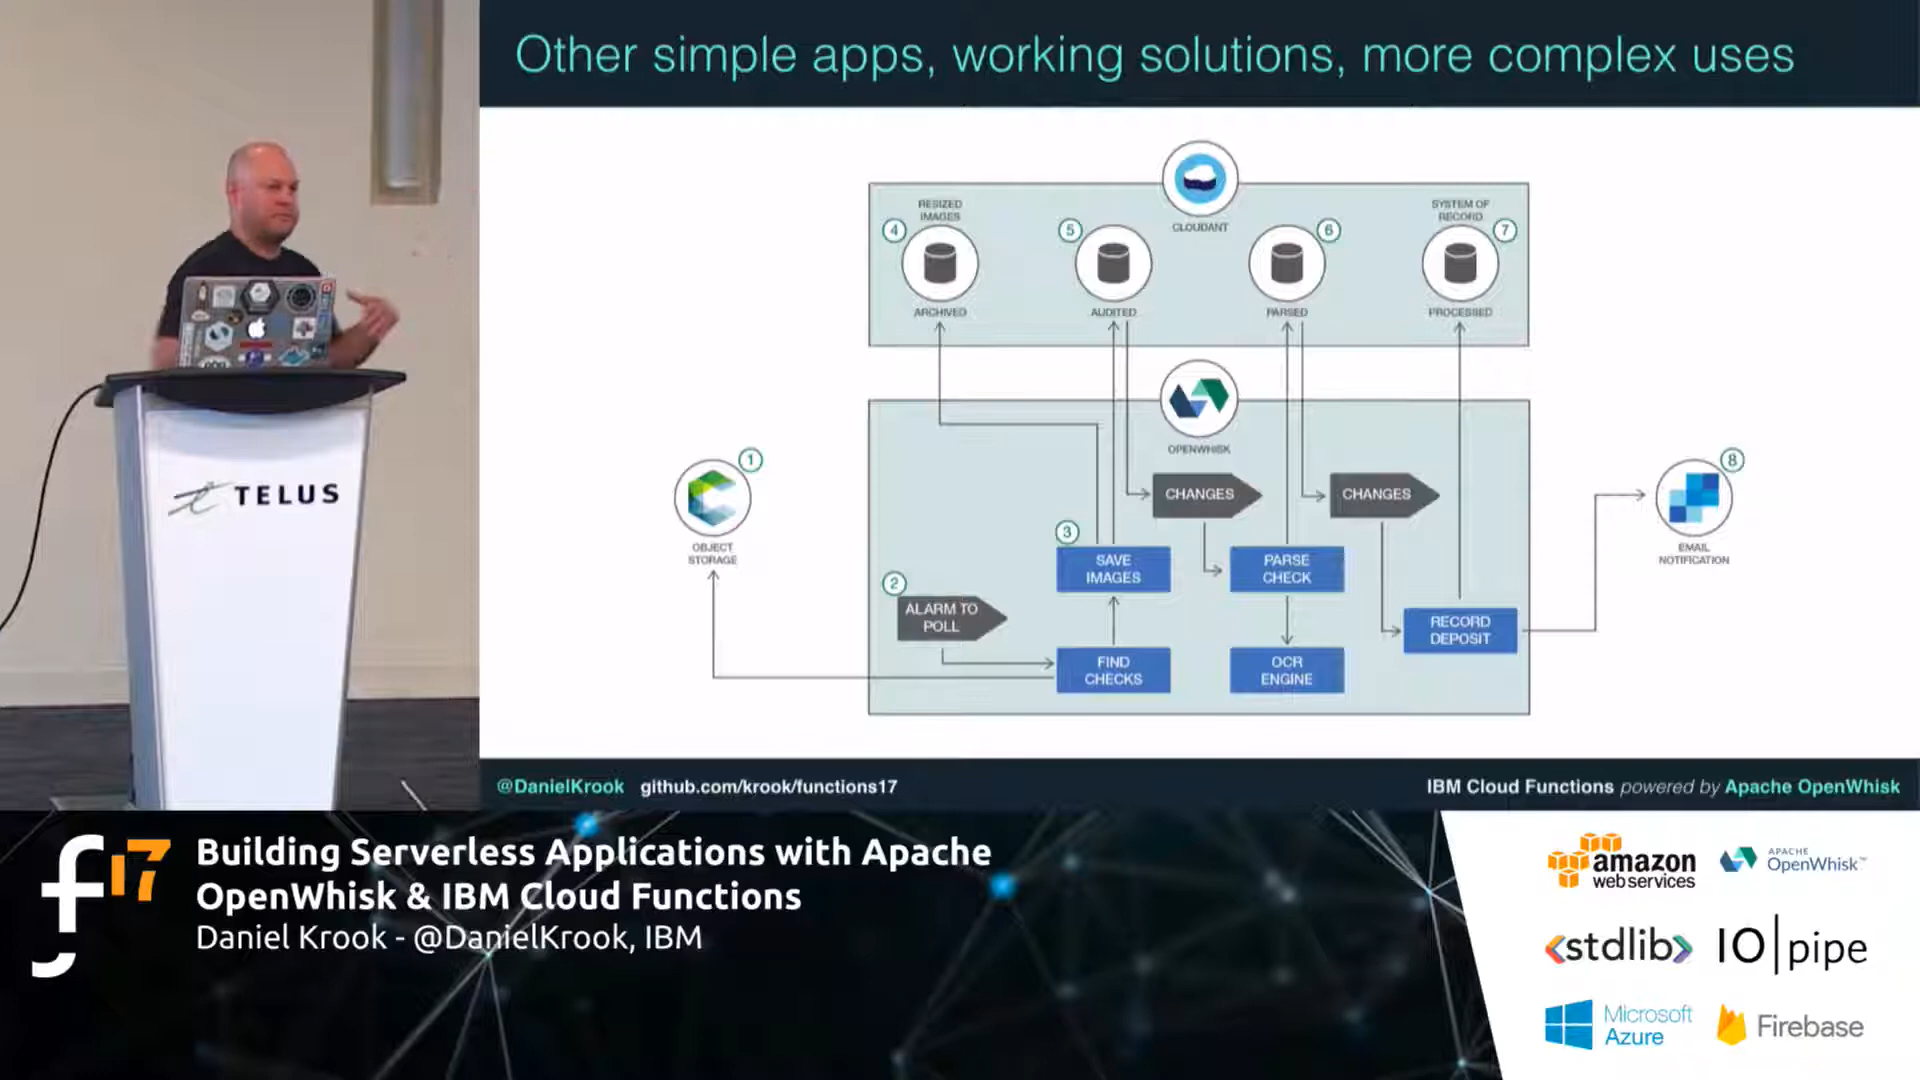 Other simple apps, working solutions, more complex uses
CLOUDANT
RESIZED
IMAGES
4
ARCHIVED
5
AUDITED
6
PARSED
SYSTEM OF
RECORD
7
PROCESSED
OPENWHISK
1
OBJECT
STORAGE
2
ALARM TO
POLL
3
SAVE
IMAGES
FIND
CHECKS
CHANGES
PARSE
CHECK
OCR
ENGINE
CHANGES
RECORD
DEPOSIT
8
EMAIL
NOTIFICATION
@DanielKrook github.com/krook/functions17
IBM Cloud Functions powered by Apache OpenWhisk
TELUS
f17
Building Serverless Applications with Apache
OpenWhisk & IBM Cloud Functions
Daniel Krook - @DanielKrook, IBM
amazon
webservices
APACHE
OpenWhisk™
<stdlib>
IO|pipe
Microsoft
Azure
Firebase